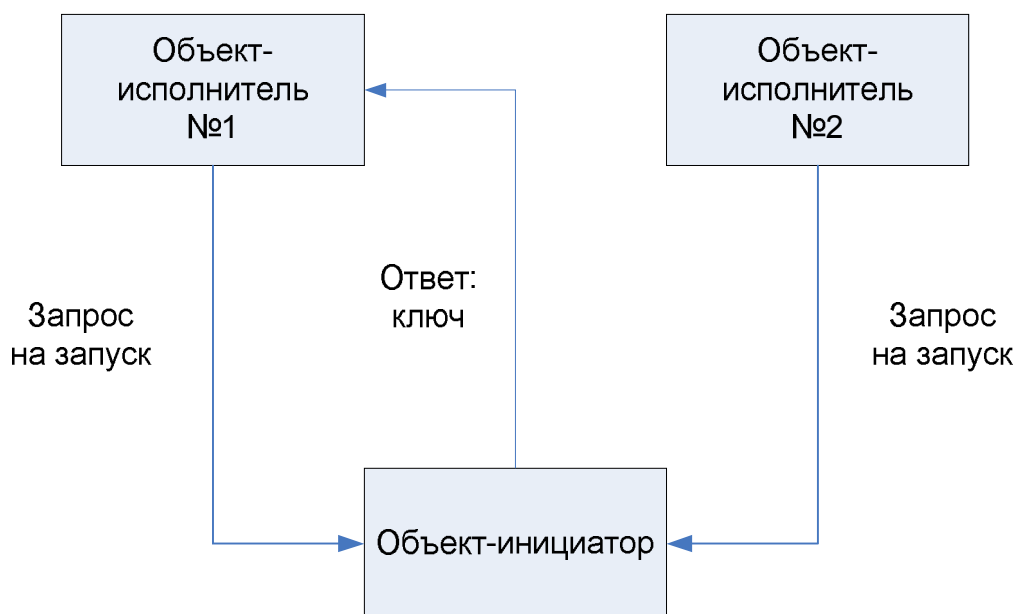 Объект-
исполнитель
№1
Объект-
исполнитель
№2
Ответ:
ключ
Запрос
на запуск
Запрос
на запуск
Объект-инициатор